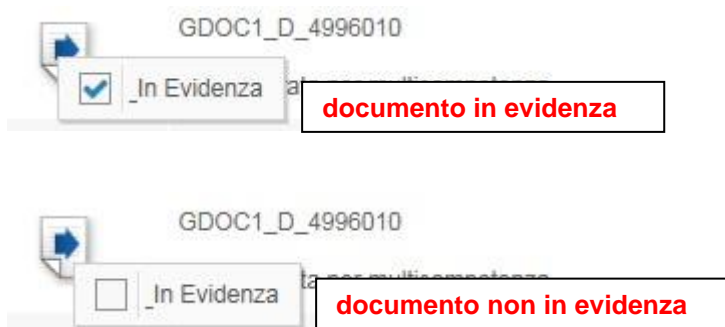 GDOC1_D_4996010
_In Evidenza
documento in evidenza
GDOC1_D_4996010
_In Evidenza
documento non in evidenza